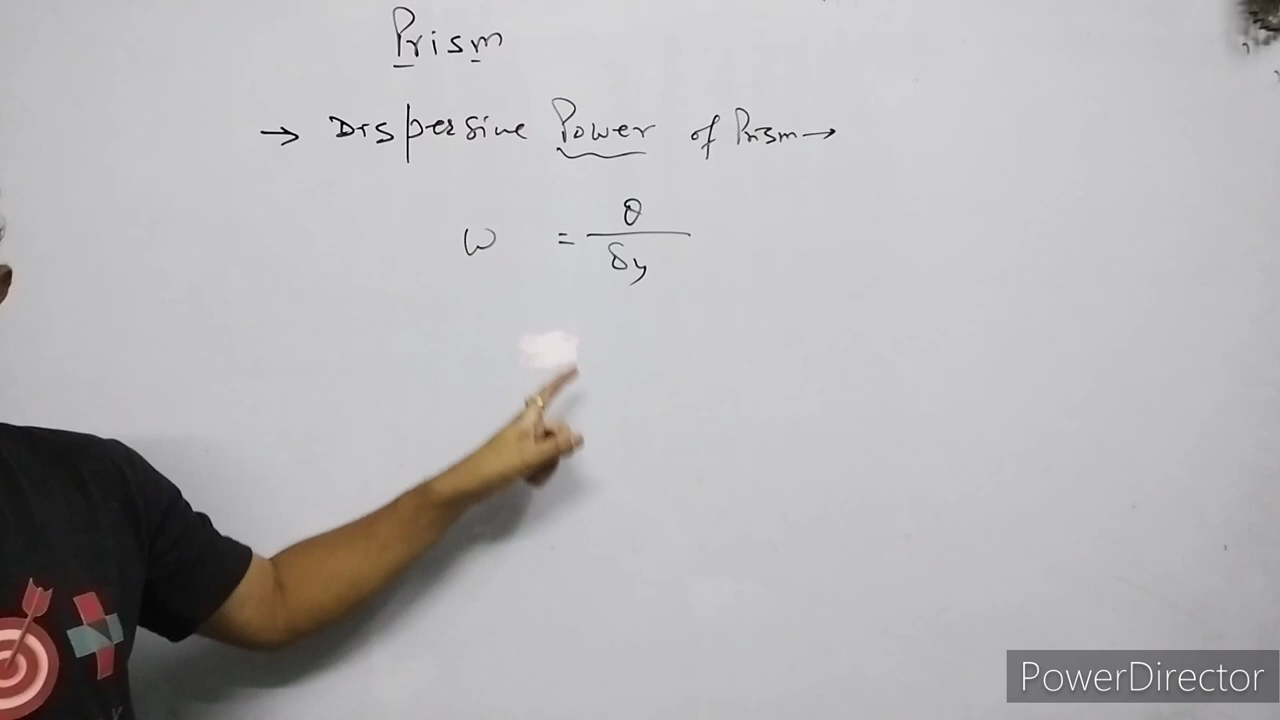 Prism
→ Dispersive Power of Prism →
ω = θ / δy
PowerDirector